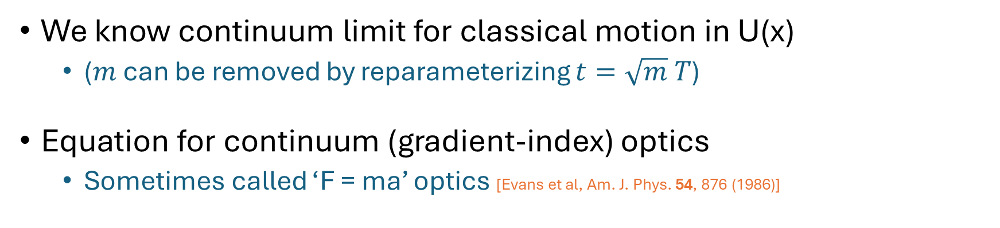 • We know continuum limit for classical motion in U(x)
• (m can be removed by reparameterizing t = √m T)
• Equation for continuum (gradient-index) optics
• Sometimes called ‘F = ma’ optics [Evans et al, Am. J. Phys. 54, 876 (1986)]